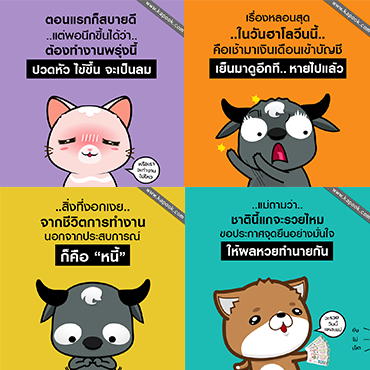 www.kapook.com
ตอนแรกก็สบายดี
..แต่พอนึกขึ้นได้ว่า..
ต้องทำงานพรุ่งนี้
ปวดหัว ไข้ขึ้น จะเป็นลม
หรือเรา
จะทำงาน
ไม่ไหว
www.kapook.com
เรื่องหลอนสุด
..ในวันฮาโลวีนนี้..
คือเช้ามาเงินเดือนเข้าบัญชี
เย็นมาดูอีกที.. หายไปแล้ว
www.kapook.com
..สิ่งที่งอกเงย..
จากชีวิตการทำงาน
นอกจากประสบการณ์
ก็คือ “หนี้”
www.kapook.com
..แม่ถามว่า..
ชาตินี้แกจะรวยไหม
ขอประกาศจุดยืนอย่างมั่นใจ
ให้ผลหวยทำนายกัน